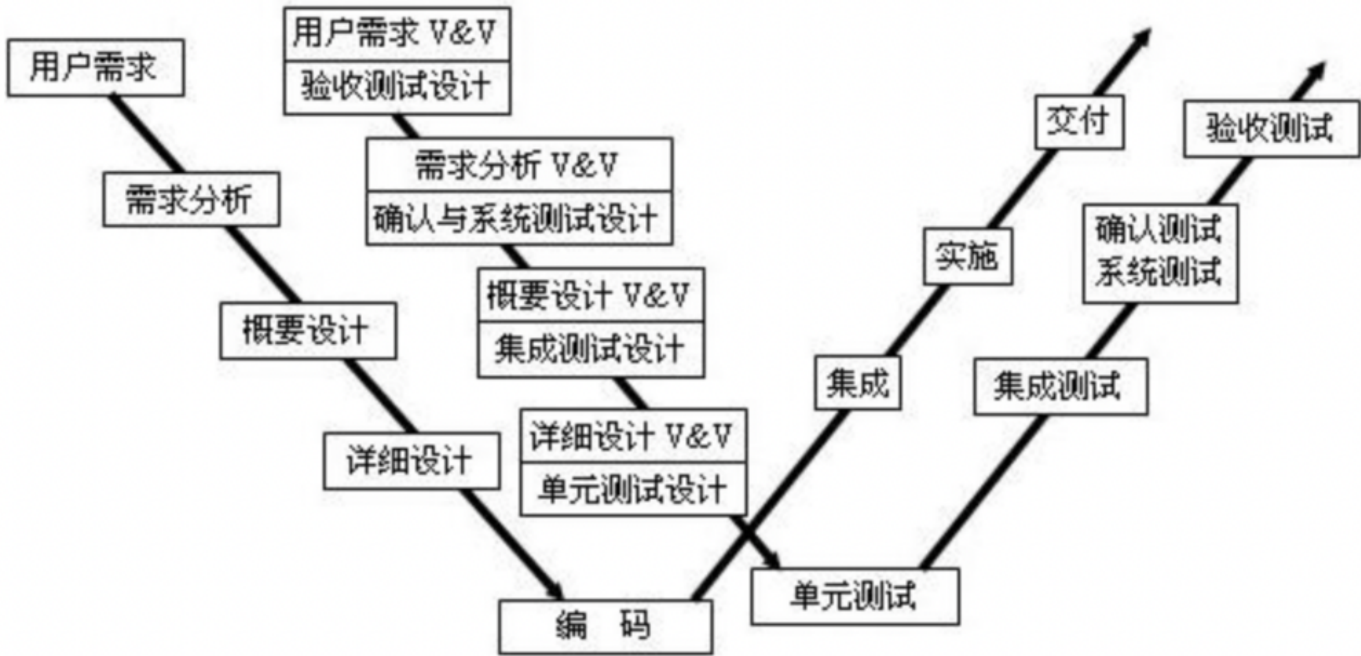 用户需求
用户需求 V&V
验收测试设计
需求分析
需求分析 V&V
确认与系统测试设计
概要设计
概要设计 V&V
集成测试设计
详细设计
详细设计 V&V
单元测试设计
编 码
单元测试
集成
集成测试
实施
确认测试
系统测试
交付
验收测试